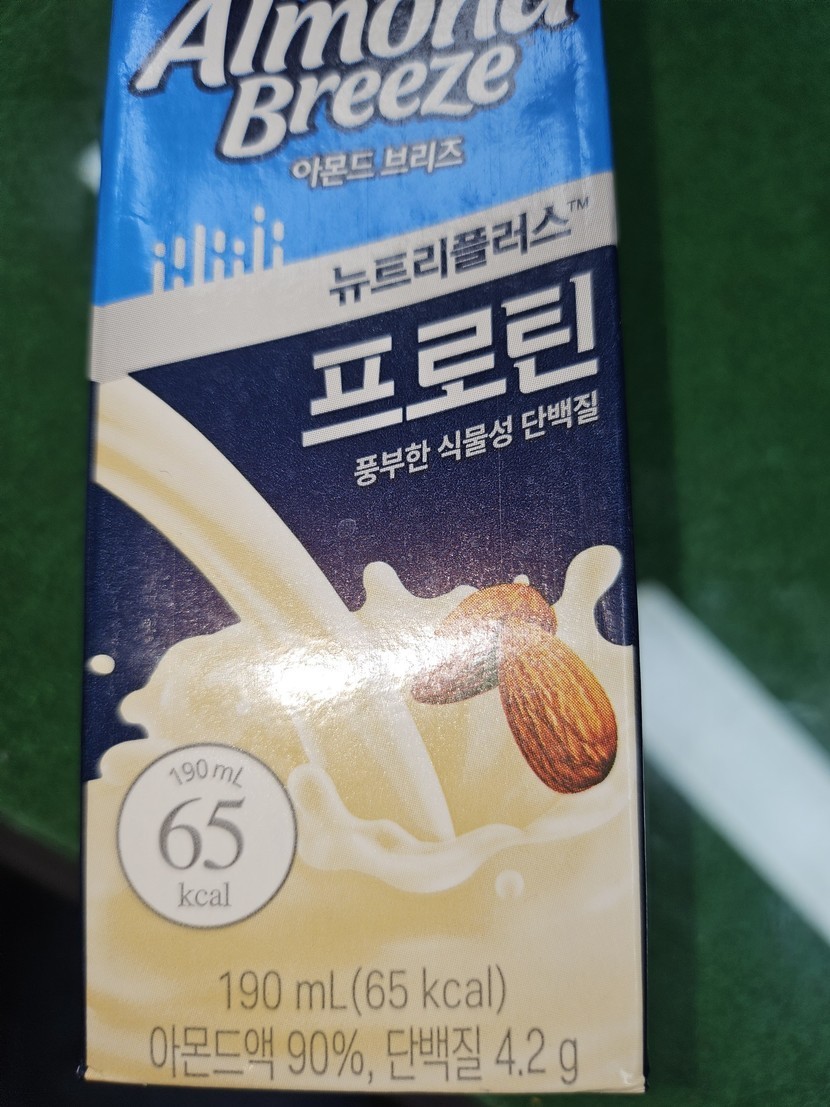 Almond
Breeze
아몬드 브리즈
뉴트리플러스™
프로틴
풍부한 식물성 단백질
190 mL
65
kcal
190 mL(65 kcal)
아몬드액 90%, 단백질 4.2 g